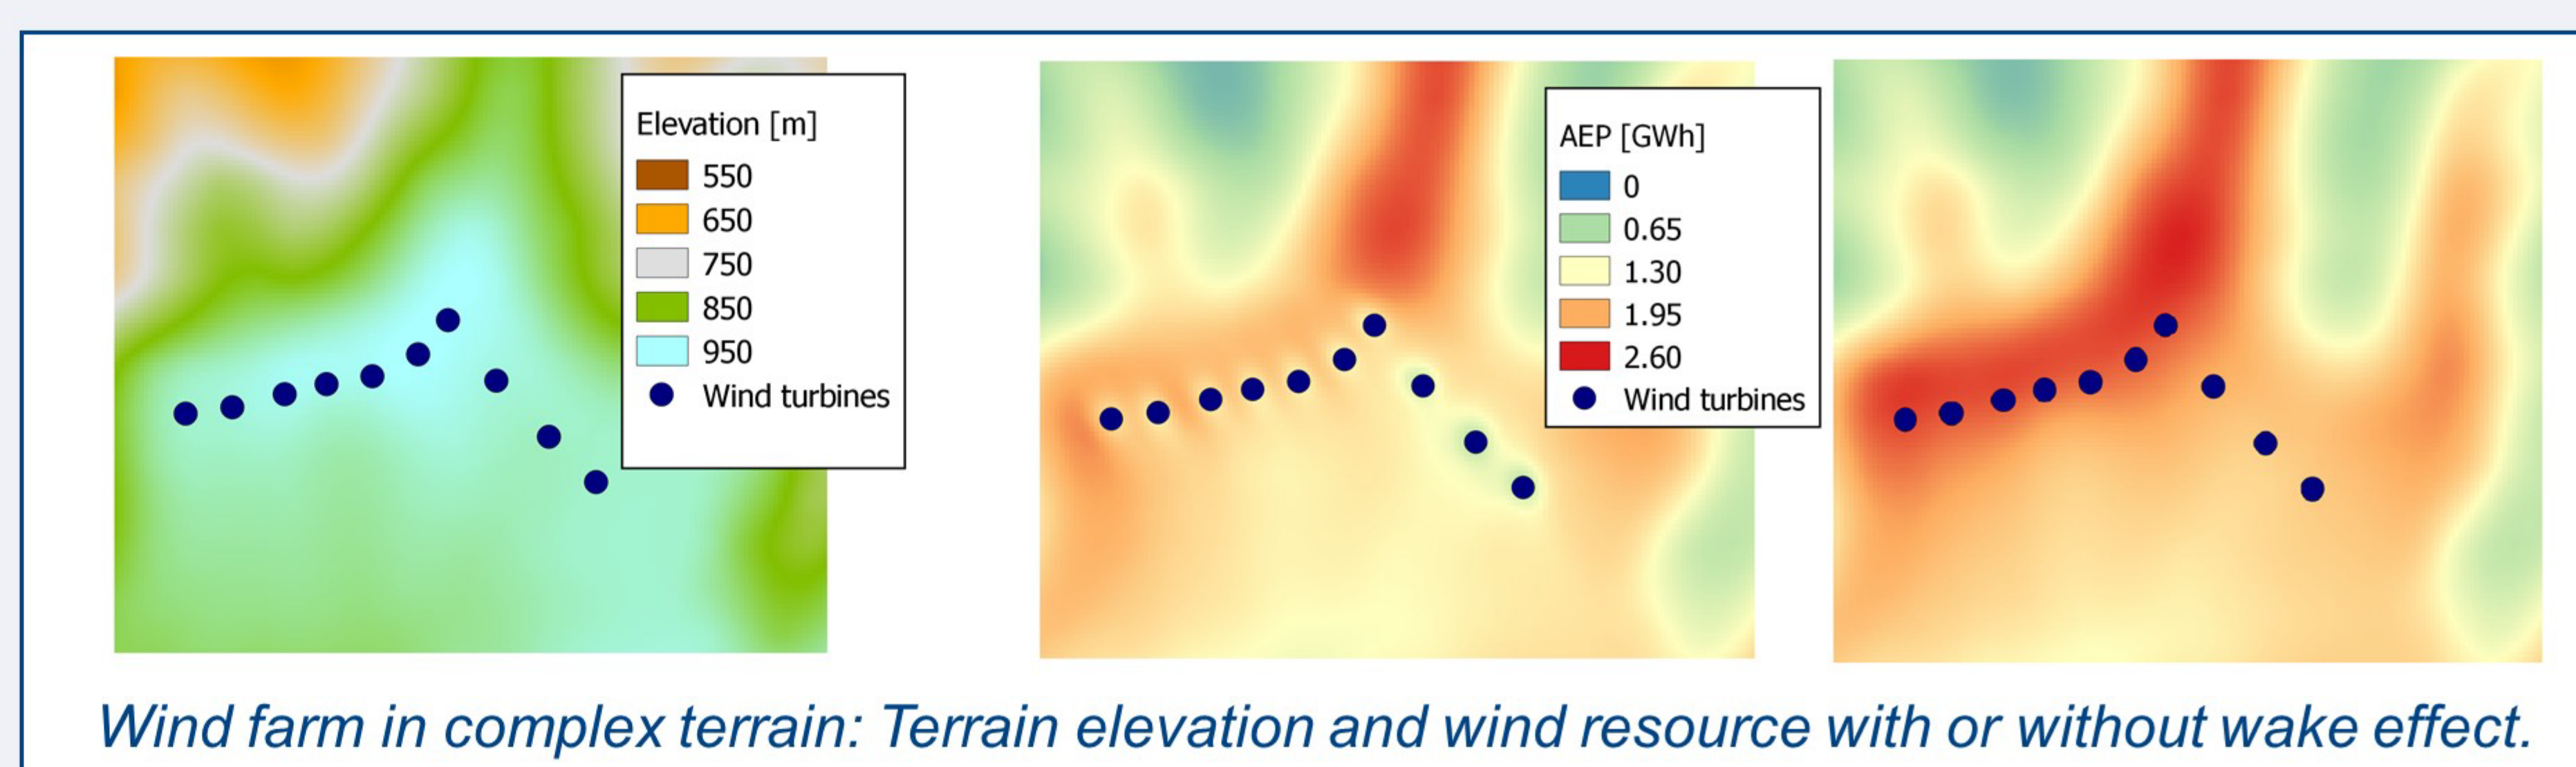 Elevation [m]
550
650
750
850
950
Wind turbines
AEP [GWh]
0
0.65
1.30
1.95
2.60
Wind turbines
Wind farm in complex terrain: Terrain elevation and wind resource with or without wake effect.